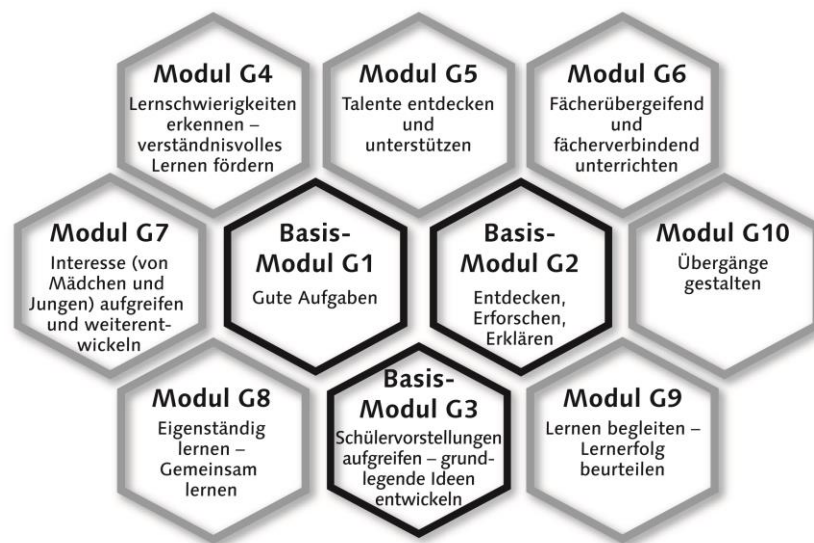 Modul G4
Lernschwierigkeiten
erkennen –
verständnisvolles
Lernen fördern
Modul G5
Talente entdecken
und
unterstützen
Modul G6
Fächerübergeifend
und
fächerverbindend
unterrichten
Modul G7
Interesse (von
Mädchen und
Jungen) aufgreifen
und weiterent-
wickeln
Basis-
Modul G1
Gute Aufgaben
Basis-
Modul G2
Entdecken,
Erforschen,
Erklären
Modul G10
Übergänge
gestalten
Modul G8
Eigenständig
lernen –
Gemeinsam
lernen
Basis-
Modul G3
Schülervorstellungen
aufgreifen – grund-
legende Ideen
entwickeln
Modul G9
Lernen begleiten –
Lernerfolg
beurteilen